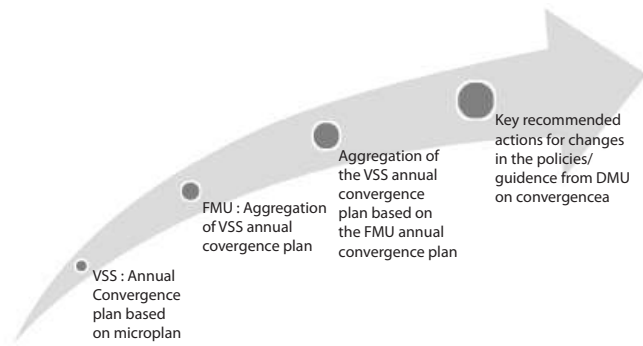 VSS : Annual
Convergence
plan based
on microplan
FMU : Aggregation
of VSS annual
covergence plan
Aggregation of
the VSS annual
convergence
plan based on
the FMU annual
convergence plan
Key recommended
actions for changes
in the policies/
guidence from DMU
on convergencea